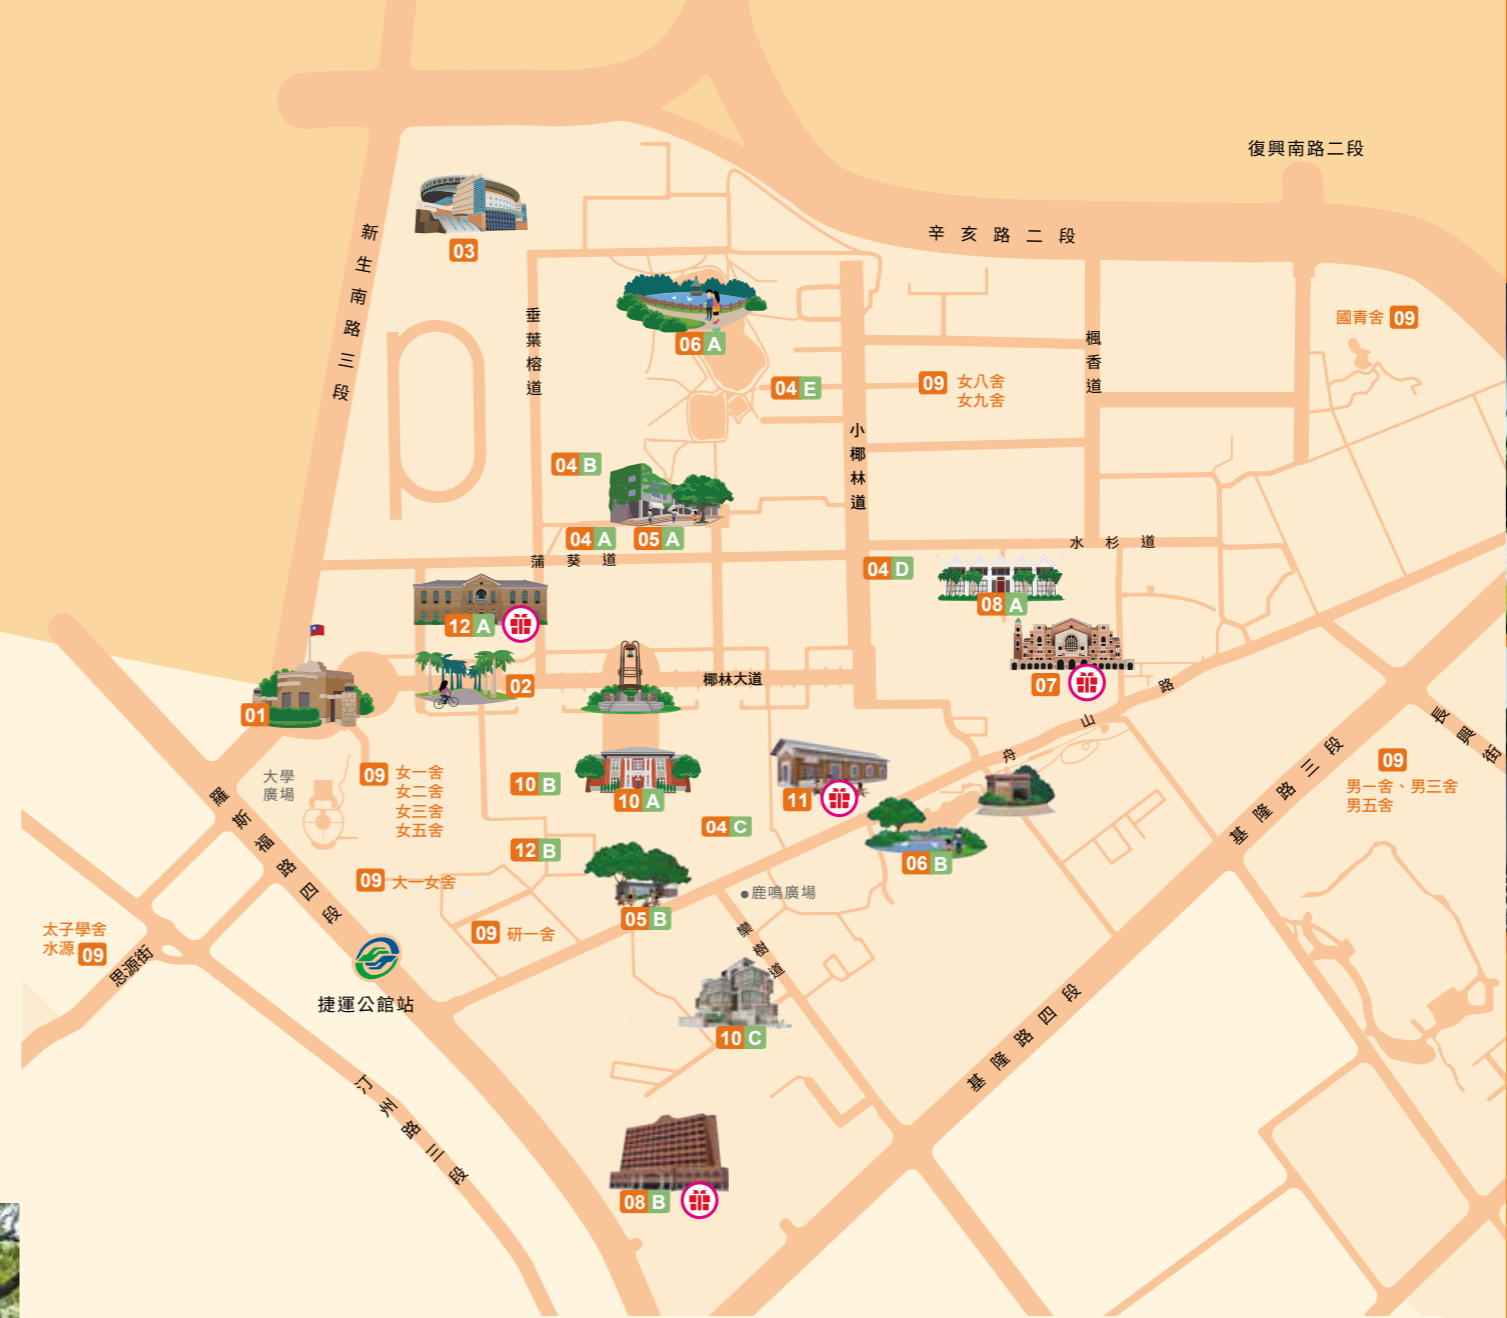 復興南路二段
辛亥路二段
新生南路三段
03
垂葉榕道
06 A
楓香道
國青舍 09
04 E
09 女八舍
女九舍
小椰林道
04 B
04 A
05 A
蒲葵道
水杉道
04 D
08 A
12 A
07
椰林大道
02
01
舟山路
長興街
基隆路三段
09
男一舍、男三舍
男五舍
大學
廣場
09 女一舍
女二舍
女三舍
女五舍
10 B
10 A
11
04 C
12 B
06 B
羅斯福路四段
09 大一女舍
鹿鳴廣場
05 B
09 研一舍
欒樹道
太子學舍
水源 09
思源街
捷運公館站
10 C
基隆路四段
汀州路三段
08 B